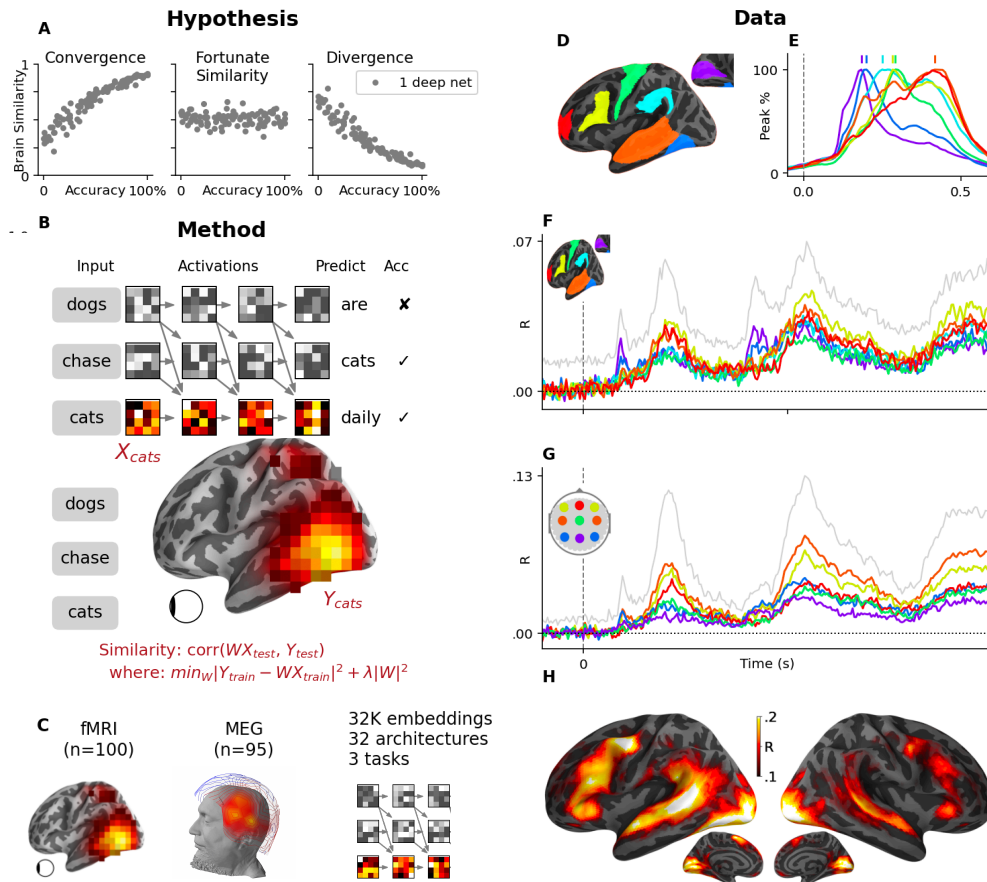 Hypothesis
A
Convergence
Fortunate
Similarity
Divergence
1 deep net
Brain Similarity
1
0
0 Accuracy 100%
0 Accuracy 100%
0 Accuracy 100%
B
Method
Input Activations Predict Acc
dogs are ✘
chase cats ✓
cats daily ✓
X_cats
dogs
chase
cats
Y_cats
Similarity: corr(WX_test, Y_test)
where: min_W|Y_train − WX_train|² + λ|W|²
C
fMRI
(n=100)
MEG
(n=95)
32K embeddings
32 architectures
3 tasks
Data
D
E
Peak %
100
0
0.0 0.5
F
.07
R
.00
G
.13
R
.00
0 Time (s)
H
.2
R
.1